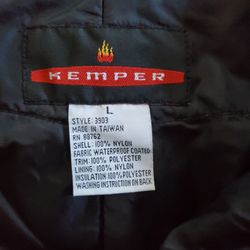 KEMPER
L
STYLE: 3903
MADE IN TAIWAN
RN 88762
SHELL: 100% NYLON
FABRIC WATERPROOF COATED
TRIM: 100% POLYESTER
LINING: 100% NYLON
INSULATION 100% POLYESTER
WASHING INSTRUCTION ON BACK